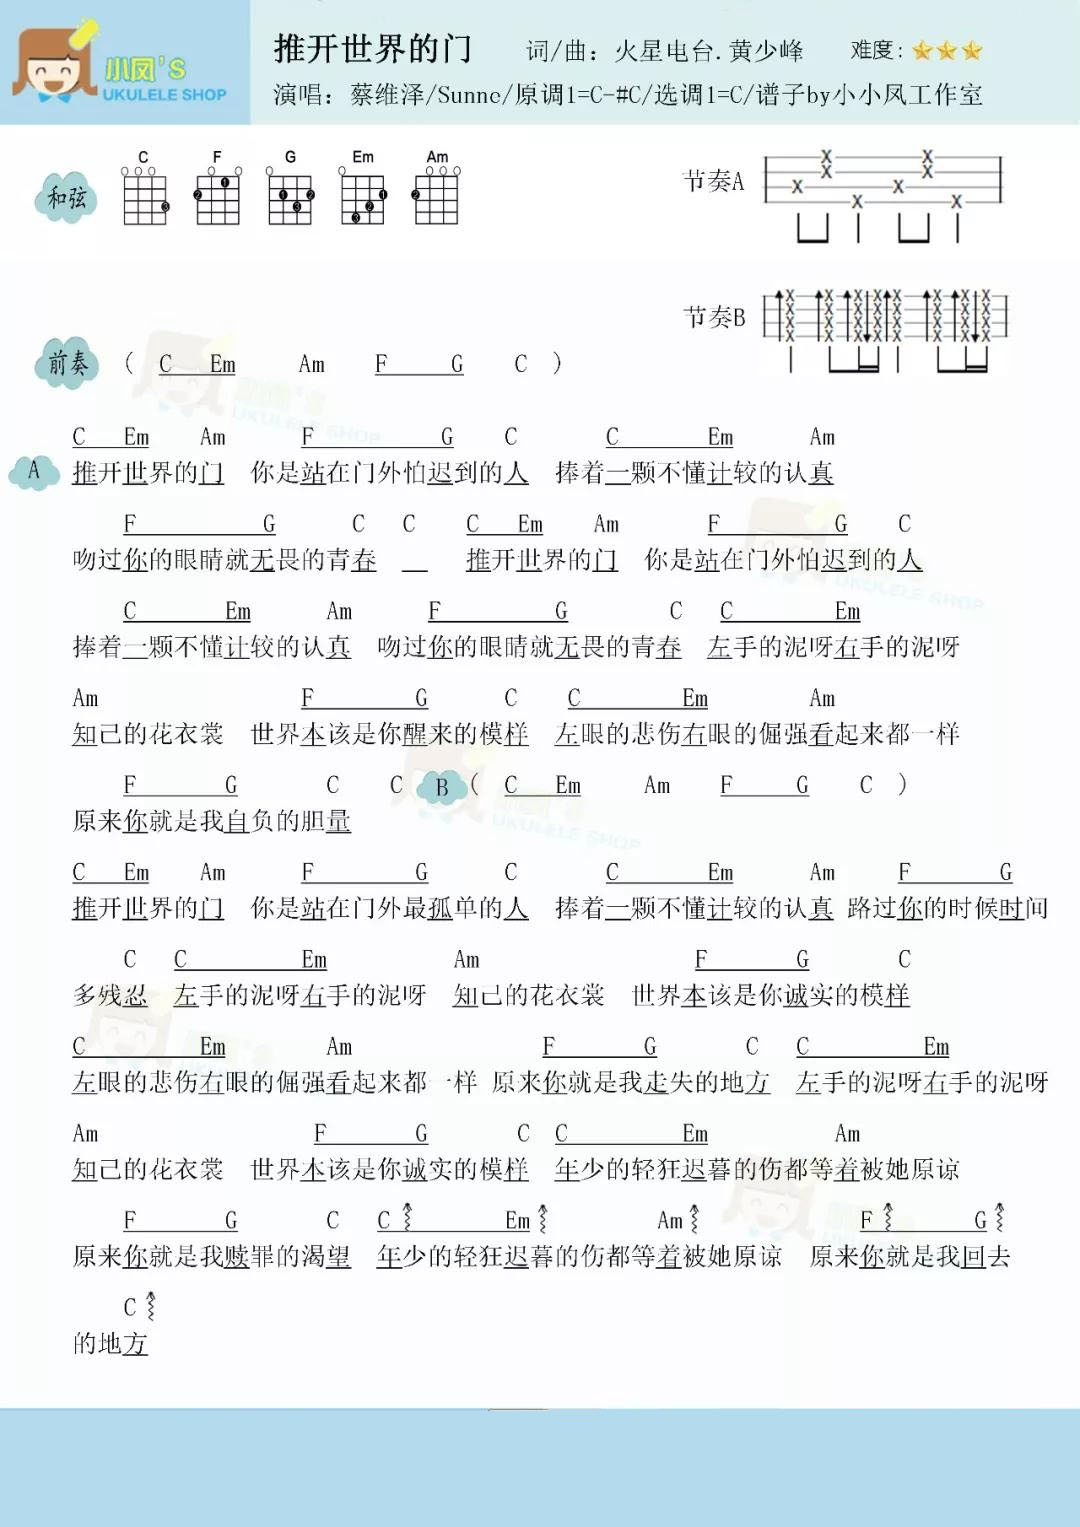 小凤's
UKULELE SHOP
推开世界的门 词/曲：火星电台.黄少峰 难度：
演唱：蔡维泽/Sunne/原调1=C-#C/选调1=C/谱子by小小凤工作室
和弦 C F G Em Am
节奏A
节奏B
前奏 ( C Em Am F G C )
C Em Am F G C C Em Am
A 推开世界的门 你是站在门外怕迟到的人 捧着一颗不懂计较的认真
F G C C C Em Am F G C
吻过你的眼睛就无畏的青春 推开世界的门 你是站在门外怕迟到的人
C Em Am F G C C Em
捧着一颗不懂计较的认真 吻过你的眼睛就无畏的青春 左手的泥呀右手的泥呀
Am F G C C Em Am
知己的花衣裳 世界本该是你醒来的模样 左眼的悲伤右眼的倔强看起来都一样
F G C C B ( C Em Am F G C )
原来你就是我自负的胆量
C Em Am F G C C Em Am F G
推开世界的门 你是站在门外最孤单的人 捧着一颗不懂计较的认真 路过你的时候时间
C C Em Am F G C
多残忍 左手的泥呀右手的泥呀 知己的花衣裳 世界本该是你诚实的模样
C Em Am F G C C Em
左眼的悲伤右眼的倔强看起来都一样 原来你就是我走失的地方 左手的泥呀右手的泥呀
Am F G C C Em Am
知己的花衣裳 世界本该是你诚实的模样 年少的轻狂迟暮的伤都等着被她原谅
F G C C Em Am F G
原来你就是我赎罪的渴望 年少的轻狂迟暮的伤都等着被她原谅 原来你就是我回去
C
的地方